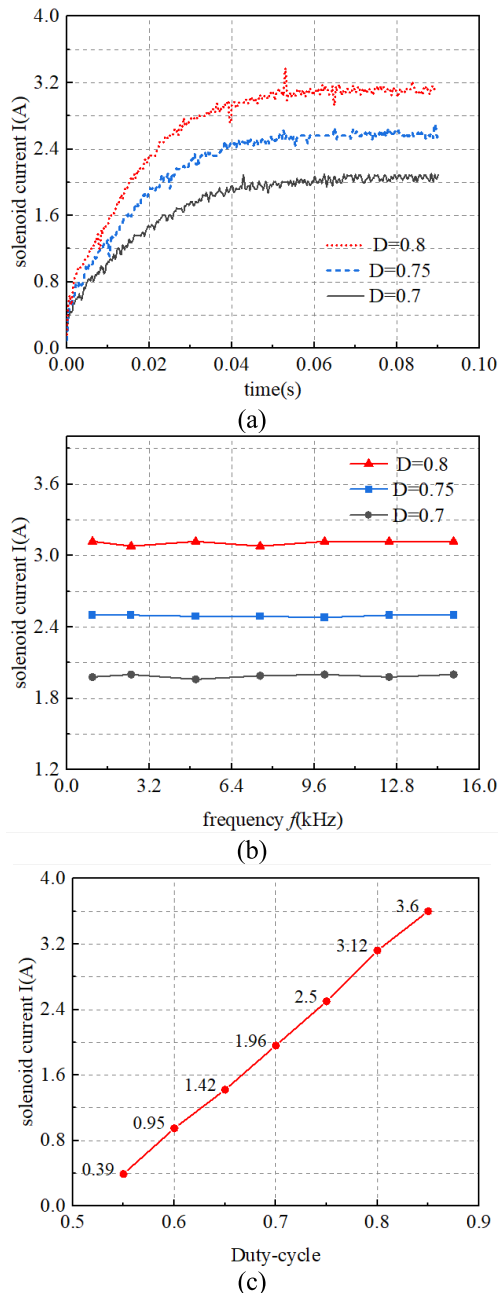 4.0
3.2
2.4
1.6
0.8
0.0
solenoid current I(A)
D=0.8
D=0.75
D=0.7
0.00
0.02
0.04
0.06
0.08
0.10
time(s)
(a)
3.6
3.0
2.4
1.8
1.2
solenoid current I(A)
D=0.8
D=0.75
D=0.7
0.0
3.2
6.4
9.6
12.8
16.0
frequency f(kHz)
(b)
4.0
3.2
2.4
1.6
0.8
0.0
solenoid current I(A)
3.6
3.12
2.5
1.96
1.42
0.95
0.39
0.5
0.6
0.7
0.8
0.9
Duty-cycle
(c)